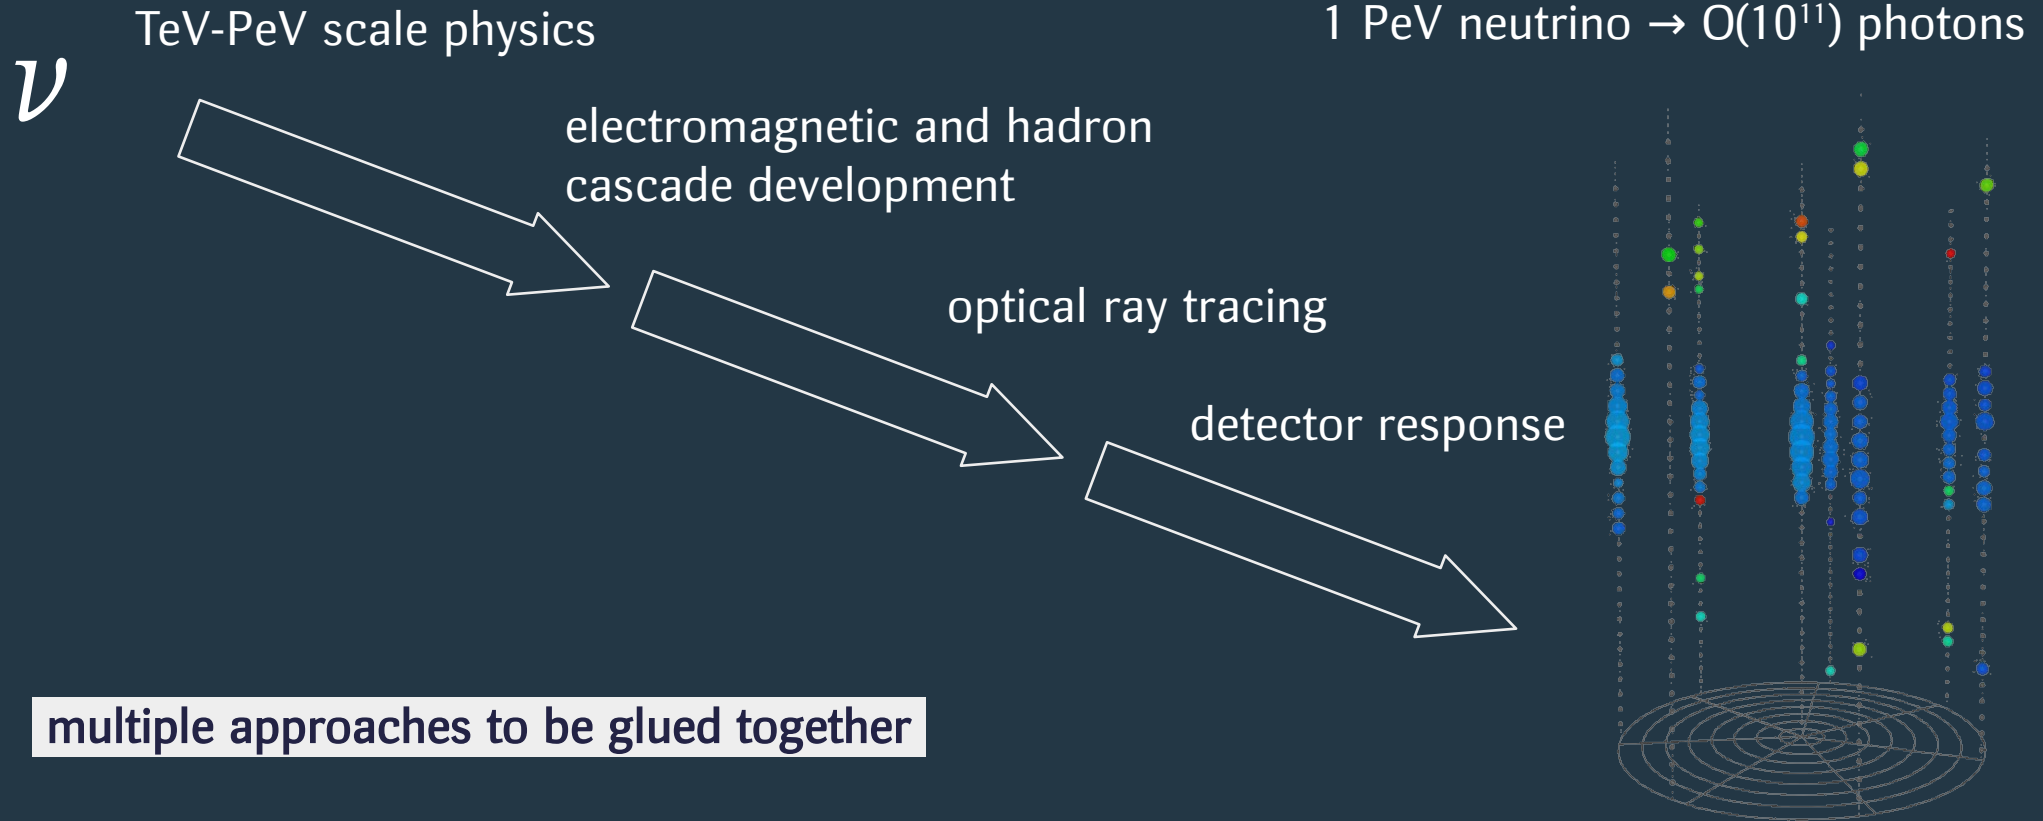 TeV-PeV scale physics
1 PeV neutrino → O(10¹¹) photons
ν
electromagnetic and hadron
cascade development
optical ray tracing
detector response
multiple approaches to be glued together